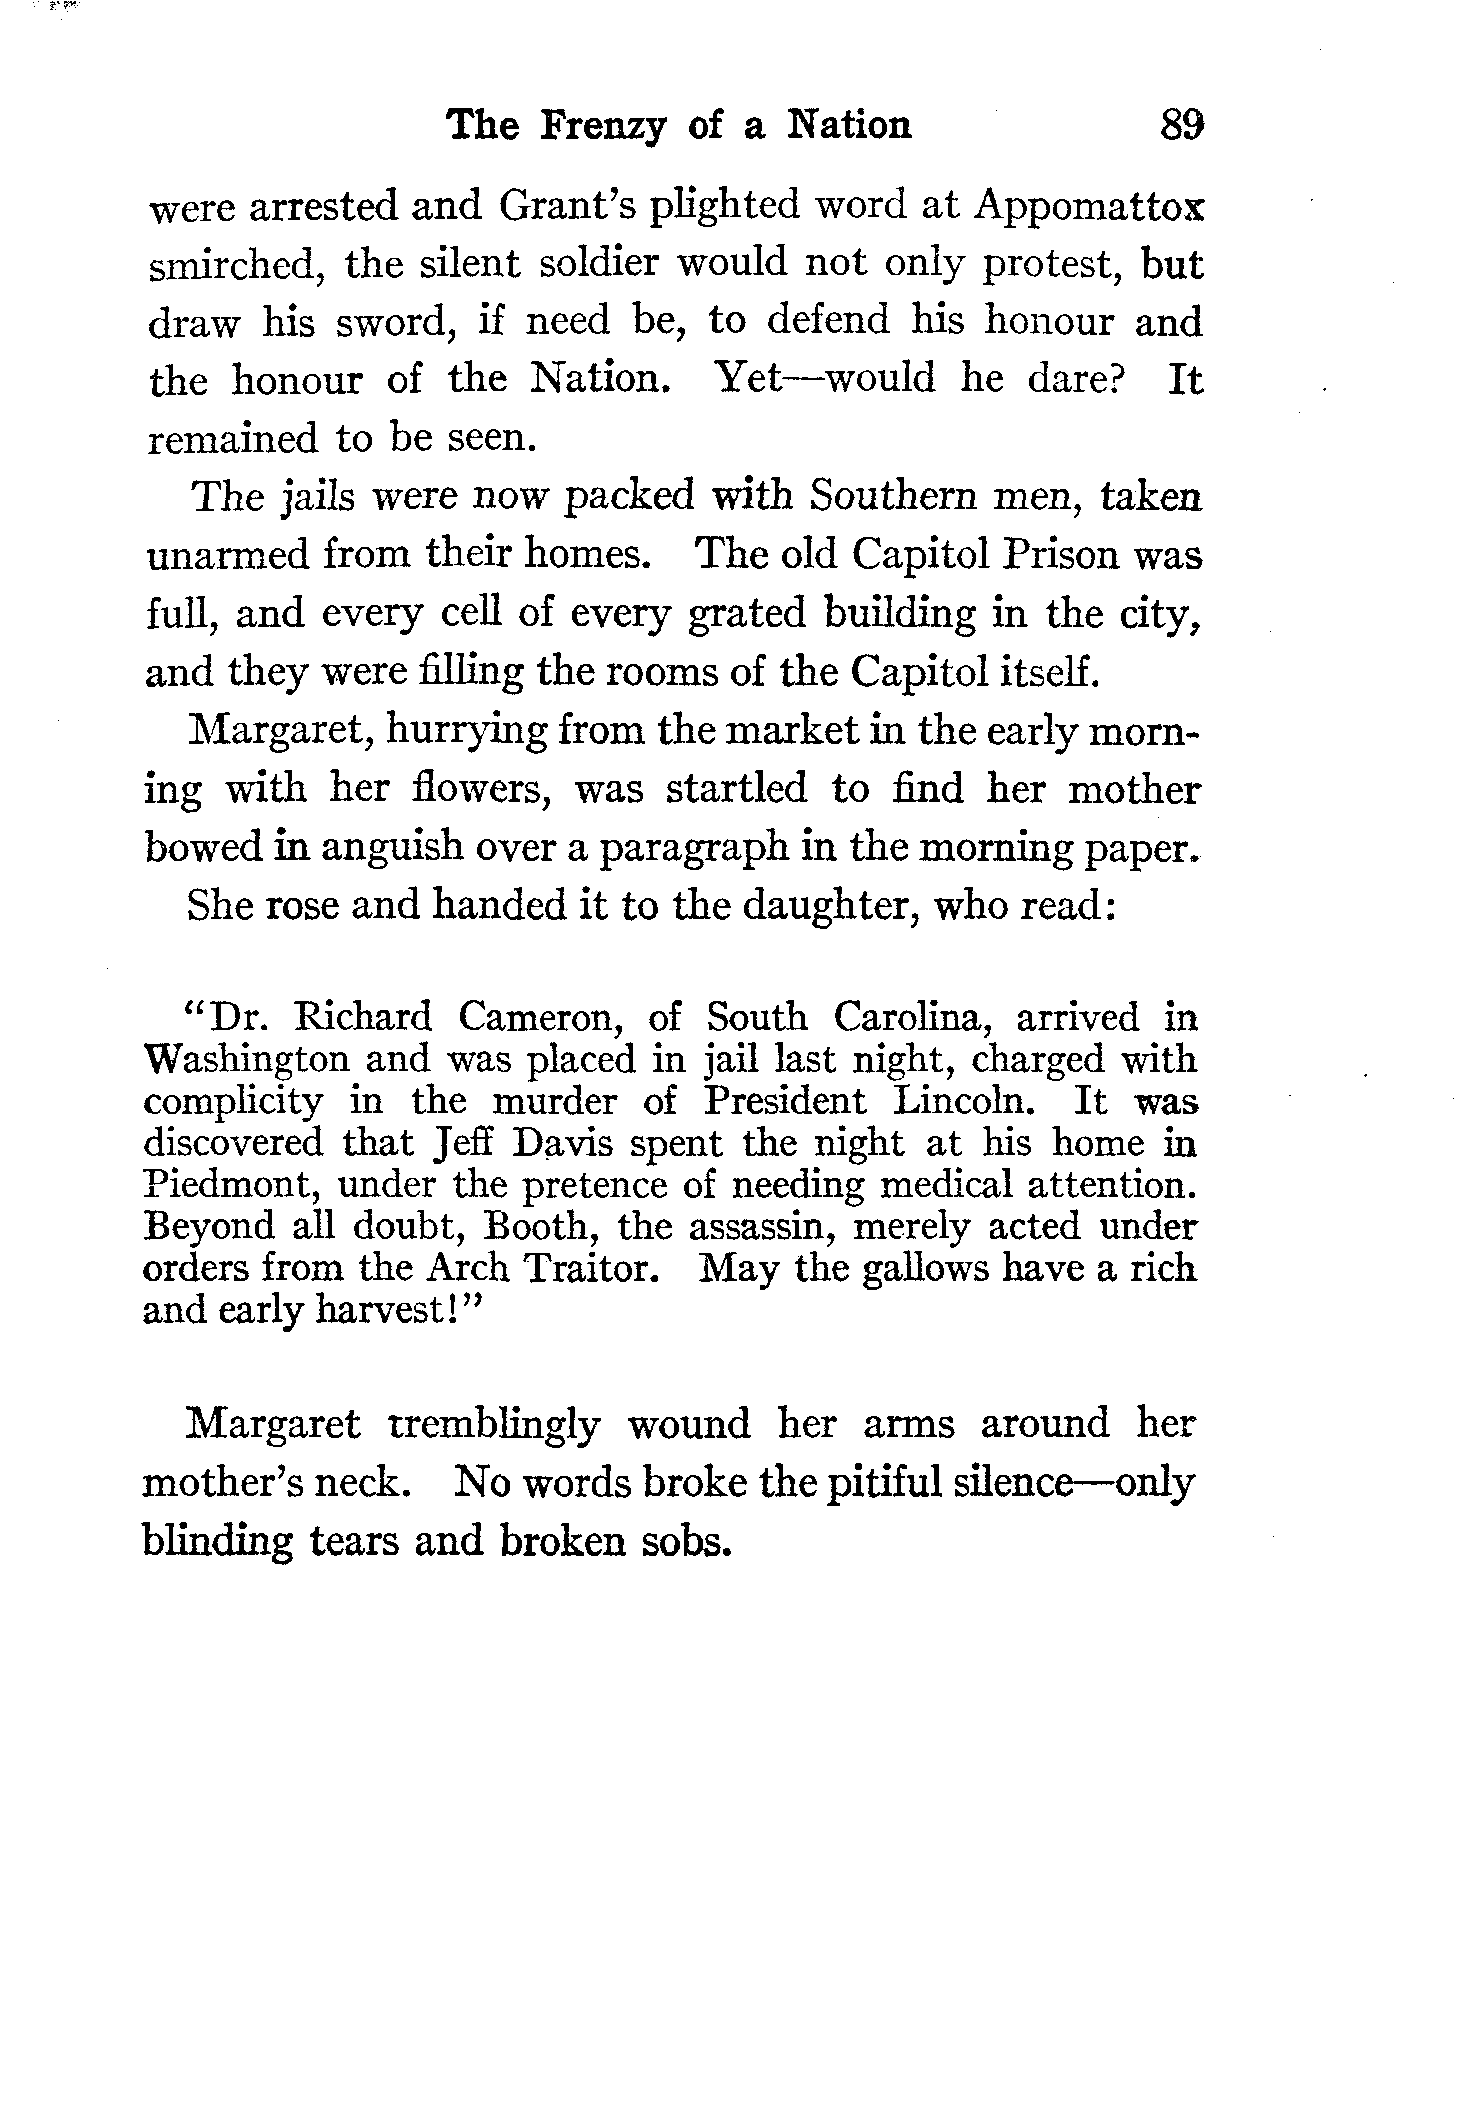 The Frenzy of a Nation 89
were arrested and Grant's plighted word at Appomattox
smirched, the silent soldier would not only protest, but
draw his sword, if need be, to defend his honour and
the honour of the Nation. Yet—would he dare? It
remained to be seen.
The jails were now packed with Southern men, taken
unarmed from their homes. The old Capitol Prison was
full, and every cell of every grated building in the city,
and they were filling the rooms of the Capitol itself.
Margaret, hurrying from the market in the early morn-
ing with her flowers, was startled to find her mother
bowed in anguish over a paragraph in the morning paper.
She rose and handed it to the daughter, who read:
"Dr. Richard Cameron, of South Carolina, arrived in
Washington and was placed in jail last night, charged with
complicity in the murder of President Lincoln. It was
discovered that Jeff Davis spent the night at his home in
Piedmont, under the pretence of needing medical attention.
Beyond all doubt, Booth, the assassin, merely acted under
orders from the Arch Traitor. May the gallows have a rich
and early harvest!"
Margaret tremblingly wound her arms around her
mother's neck. No words broke the pitiful silence—only
blinding tears and broken sobs.